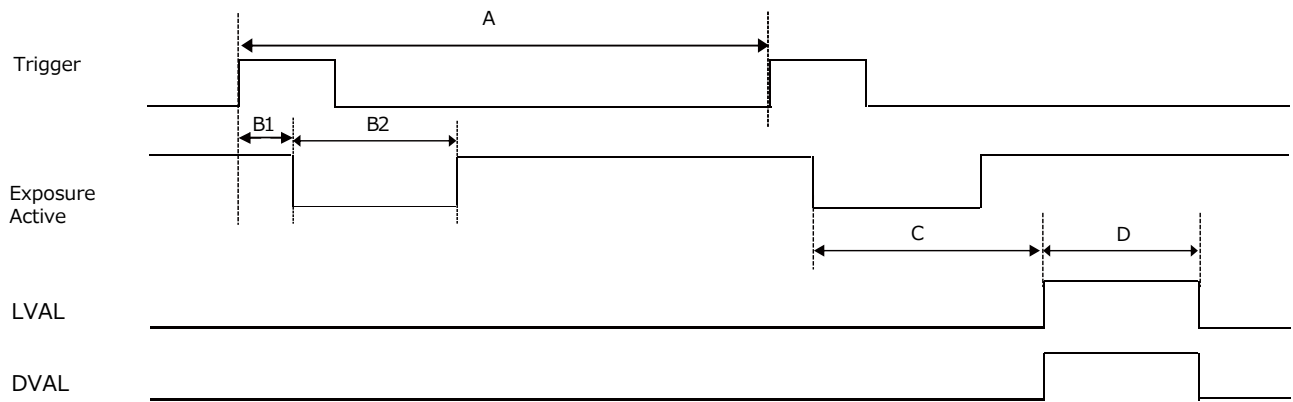 A
Trigger
B1
B2
Exposure
Active
C
D
LVAL
DVAL